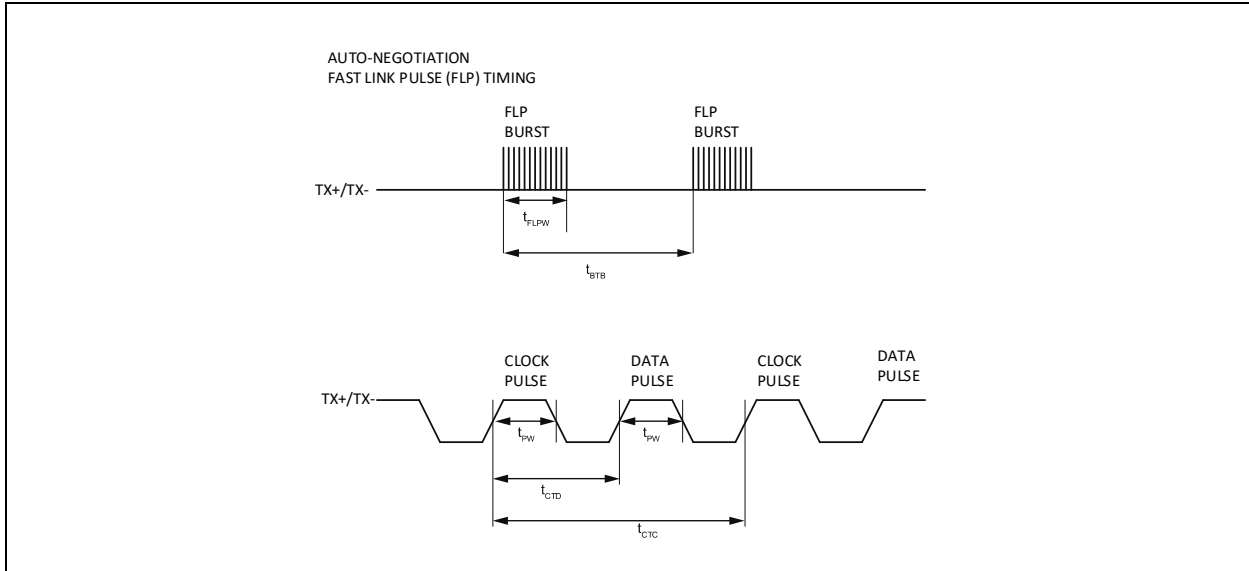 AUTO-NEGOTIATION
FAST LINK PULSE (FLP) TIMING
FLP
BURST
FLP
BURST
TX+/TX-
tFLPW
tBTB
CLOCK
PULSE
DATA
PULSE
CLOCK
PULSE
DATA
PULSE
TX+/TX-
tPW
tPW
tCTD
tCTC